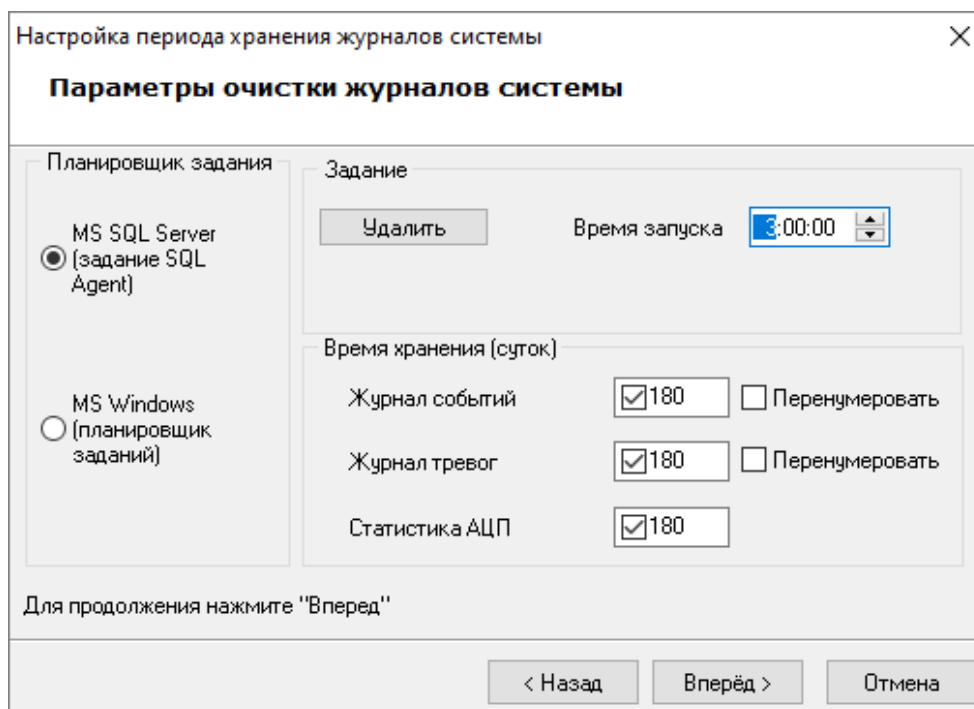 Настройка периода хранения журналов системы
Параметры очистки журналов системы
Планировщик задания
MS SQL Server
(задание SQL
Agent)
MS Windows
(планировщик
заданий)
Задание
Удалить
Время запуска
3:00:00
Время хранения (суток)
Журнал событий
180
Перенумеровать
Журнал тревог
180
Перенумеровать
Статистика АЦП
180
Для продолжения нажмите "Вперед"
< Назад
Вперёд >
Отмена